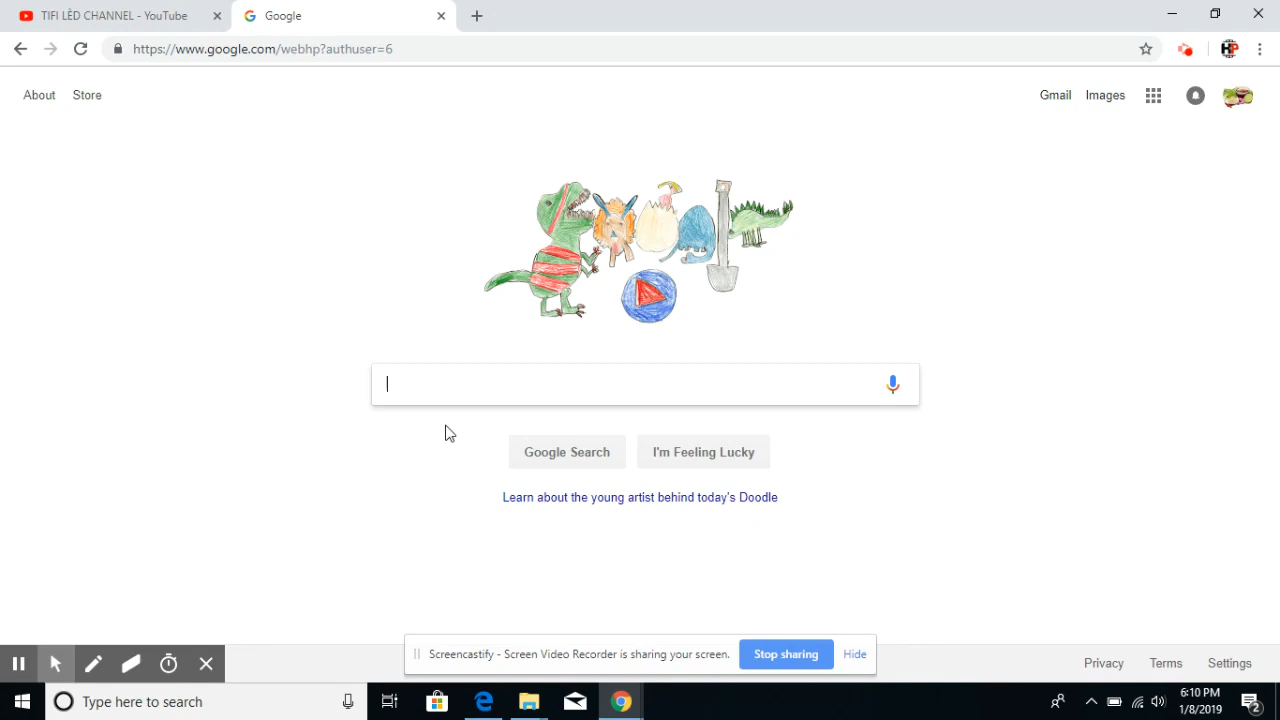 TIFI LÈD CHANNEL - YouTube
Google
https://www.google.com/webhp?authuser=6
About Store
Gmail Images
Google Search I'm Feeling Lucky
Learn about the young artist behind today's Doodle
Screencastify - Screen Video Recorder is sharing your screen. Stop sharing Hide
Privacy Terms Settings
Type here to search
6:10 PM
1/8/2019
2